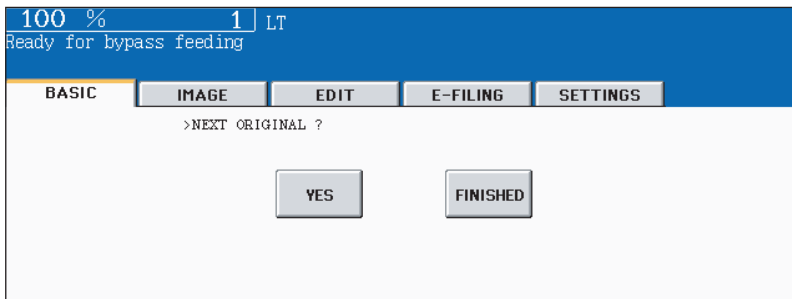 100 % 1 LT
Ready for bypass feeding
BASIC IMAGE EDIT E-FILING SETTINGS
>NEXT ORIGINAL ?
YES FINISHED